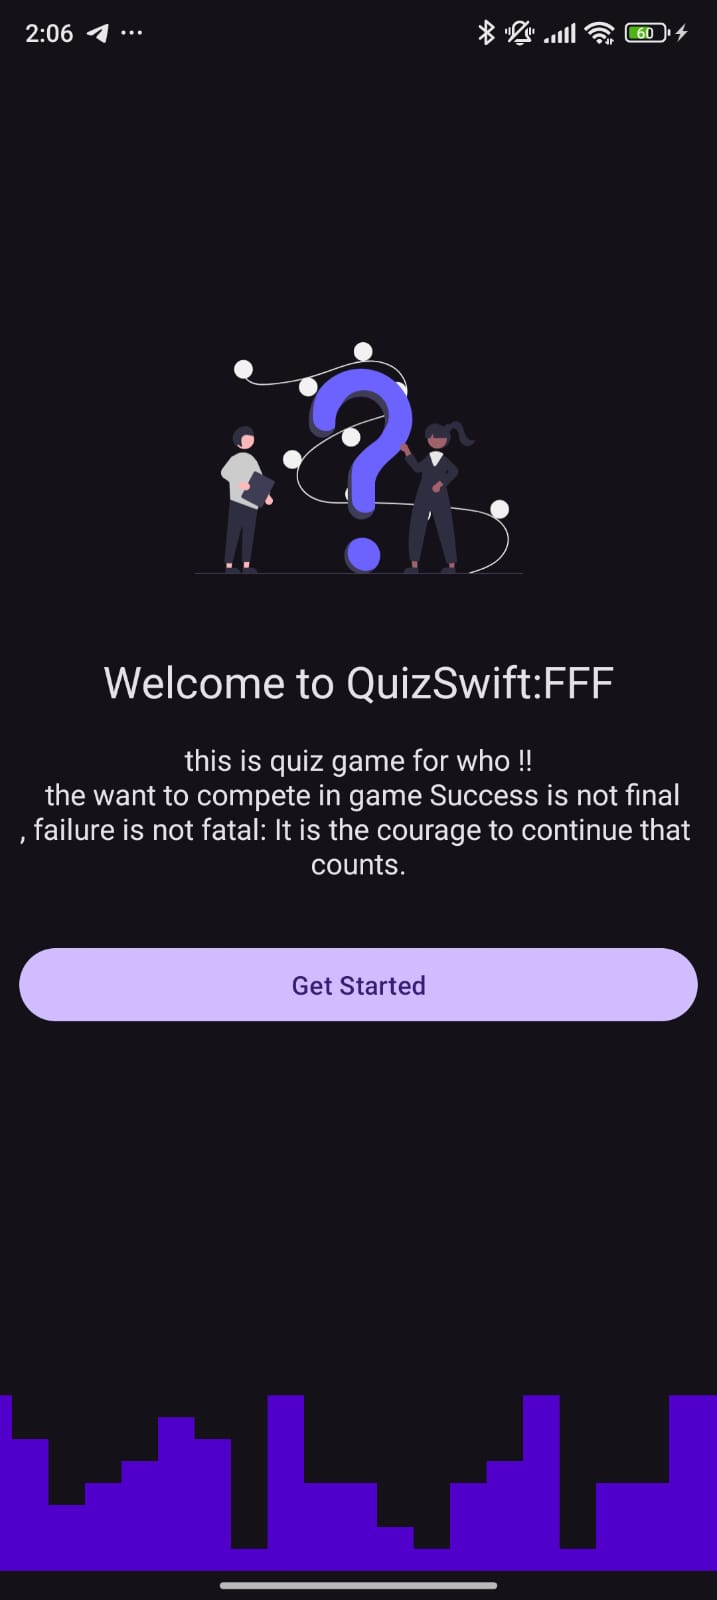 2:06
60
Welcome to QuizSwift:FFF
this is quiz game for who !!
the want to compete in game Success is not final
, failure is not fatal: It is the courage to continue that
counts.
Get Started